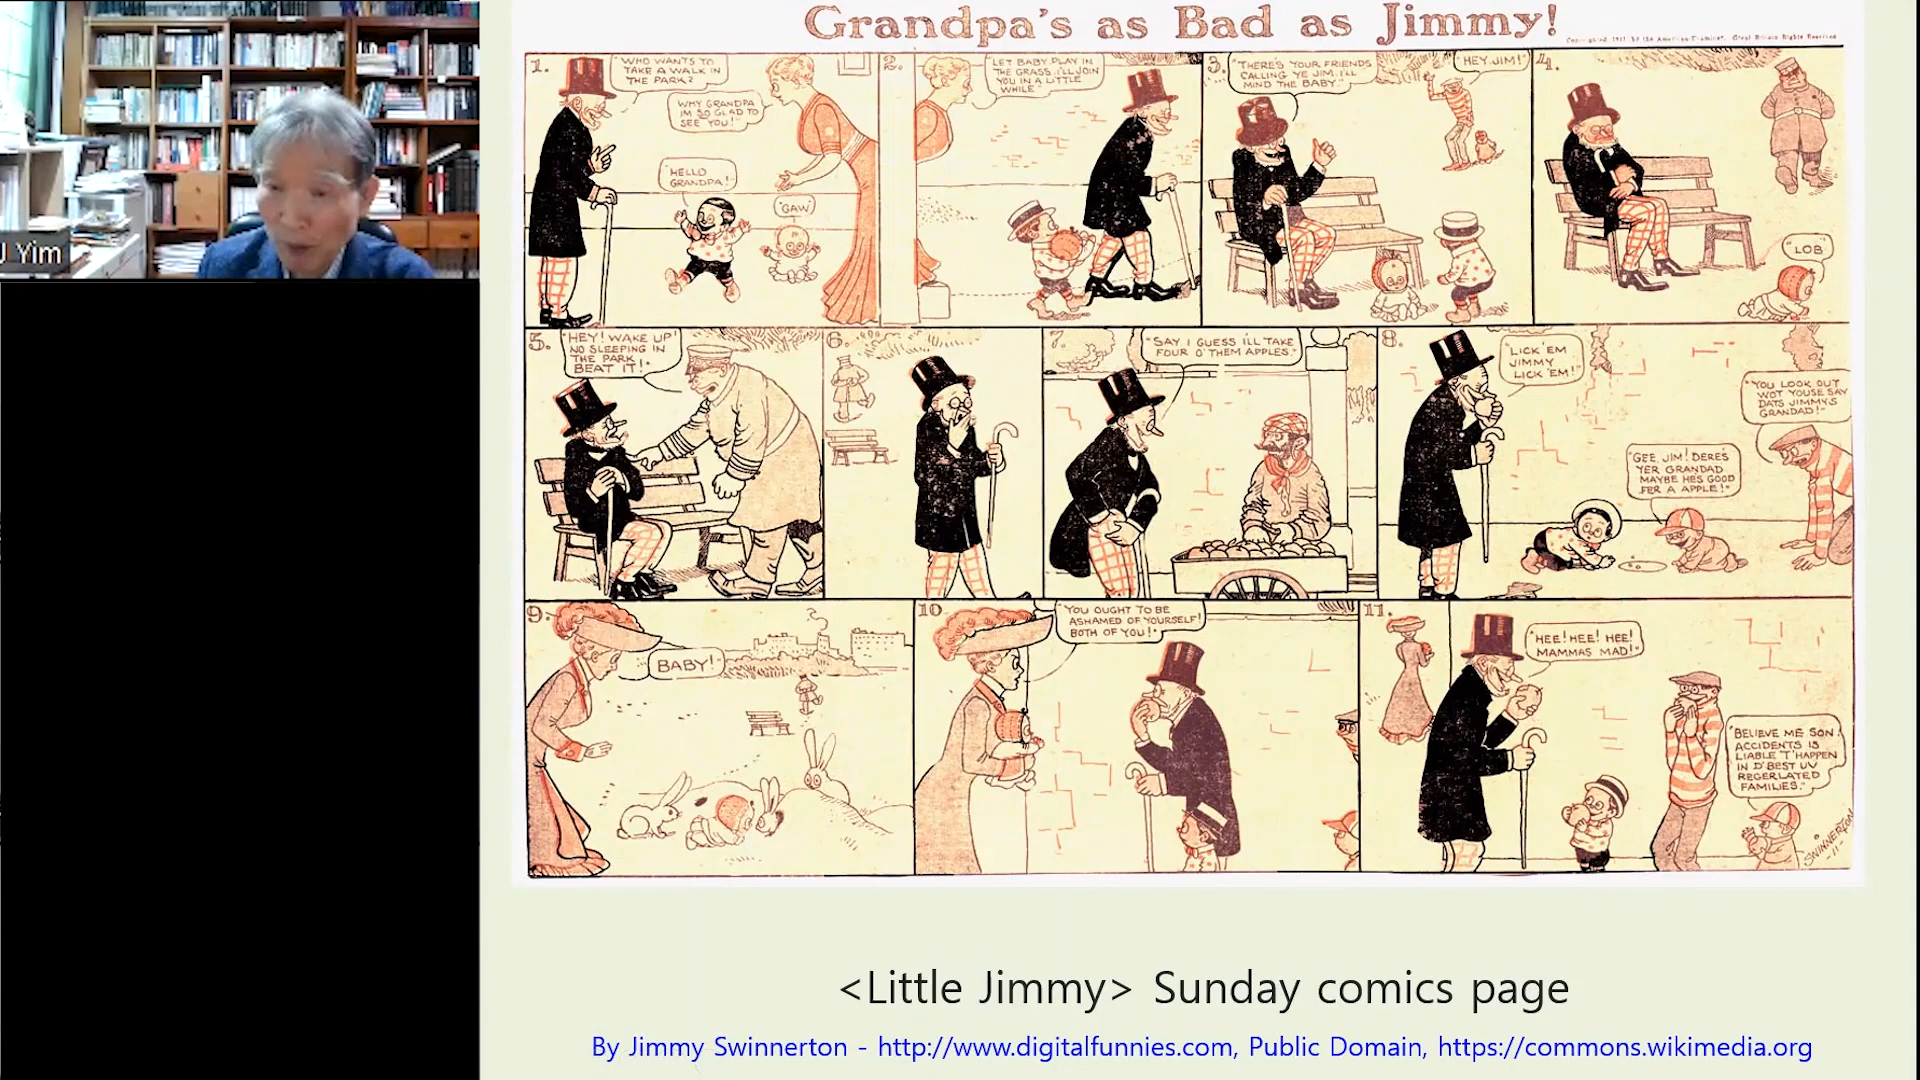 J Yim
Grandpa's as Bad as Jimmy!
1.
"WHO WANTS TO
TAKE A WALK IN
THE PARK?
WHY GRANDPA
IM SO GLAD TO
SEE YOU!"
HELLO
GRANDPA!-
"GAW"
"LET BABY PLAY IN
THE GRASS. I'LL JOIN
YOU IN A LITTLE
WHILE."
3.
"THERE'S YOUR FRIENDS
CALLING YE JIM. I'LL
MIND THE BABY."
"HEY, JIM!"
4.
"LOB"
5.
"HEY! WAKE UP
NO SLEEPING IN
THE PARK.
BEAT IT!"
6.
7.
"SAY I GUESS I'LL TAKE
FOUR O' THEM APPLES."
8.
"LICK 'EM
JIMMY
LICK 'EM!"
"YOU LOOK OUT
WOT YOUSE SAY
DATS JIMMYS
GRANDAD!"
"GEE, JIM! DERES
YER GRANDAD
MAYBE HES GOOD
FER A APPLE!"
9.
BABY!"
10
"YOU OUGHT TO BE
ASHAMED OF YOURSELF!
BOTH OF YOU!"
11.
"HEE! HEE! HEE!
MAMMAS MAD!"
"BELIEVE ME SON
ACCIDENTS IS
LIABLE 'T' HAPPEN
IN D' BEST UV
REGERLATED
FAMILIES."
SWINNERTON
-11-
<Little Jimmy> Sunday comics page
By Jimmy Swinnerton - http://www.digitalfunnies.com, Public Domain, https://commons.wikimedia.org